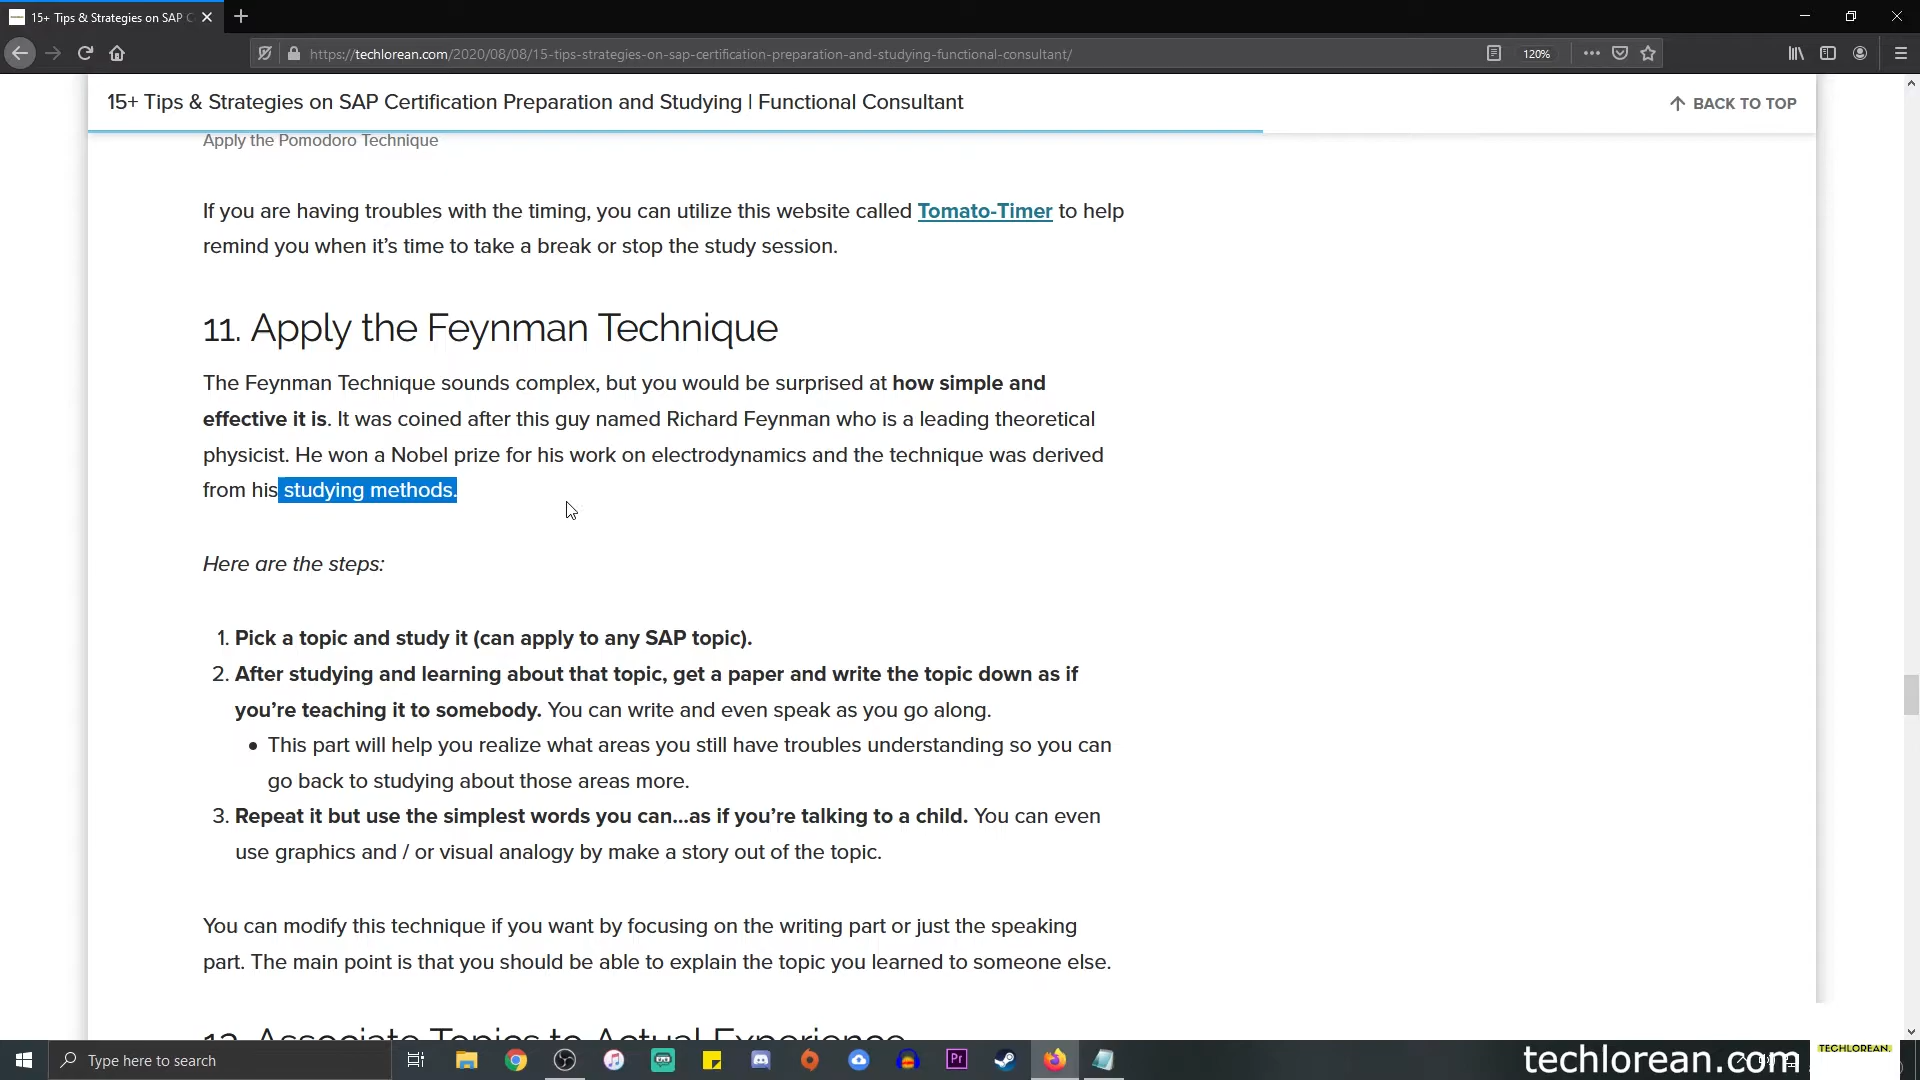 15+ Tips & Strategies on SAP C
https://techlorean.com/2020/08/08/15-tips-strategies-on-sap-certification-preparation-and-studying-functional-consultant/
120%
15+ Tips & Strategies on SAP Certification Preparation and Studying | Functional Consultant
BACK TO TOP
Apply the Pomodoro Technique
If you are having troubles with the timing, you can utilize this website called Tomato-Timer to help
remind you when it’s time to take a break or stop the study session.
11. Apply the Feynman Technique
The Feynman Technique sounds complex, but you would be surprised at how simple and
effective it is. It was coined after this guy named Richard Feynman who is a leading theoretical
physicist. He won a Nobel prize for his work on electrodynamics and the technique was derived
from his studying methods.
Here are the steps:
1. Pick a topic and study it (can apply to any SAP topic).
2. After studying and learning about that topic, get a paper and write the topic down as if
you’re teaching it to somebody. You can write and even speak as you go along.
• This part will help you realize what areas you still have troubles understanding so you can
go back to studying about those areas more.
3. Repeat it but use the simplest words you can...as if you’re talking to a child. You can even
use graphics and / or visual analogy by make a story out of the topic.
You can modify this technique if you want by focusing on the writing part or just the speaking
part. The main point is that you should be able to explain the topic you learned to someone else.
12. Associate Topics to Actual Experience
Type here to search
Pr
techlorean.com
TECHLOREAN.